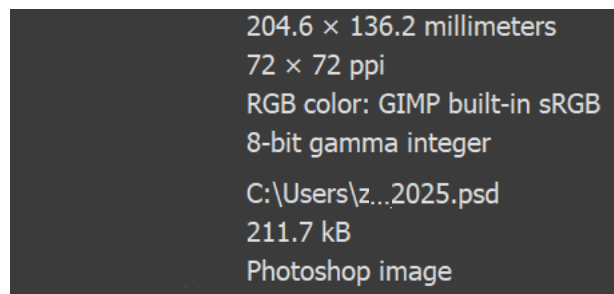 204.6 × 136.2 millimeters
72 × 72 ppi
RGB color: GIMP built-in sRGB
8-bit gamma integer
C:\Users\z...2025.psd
211.7 kB
Photoshop image